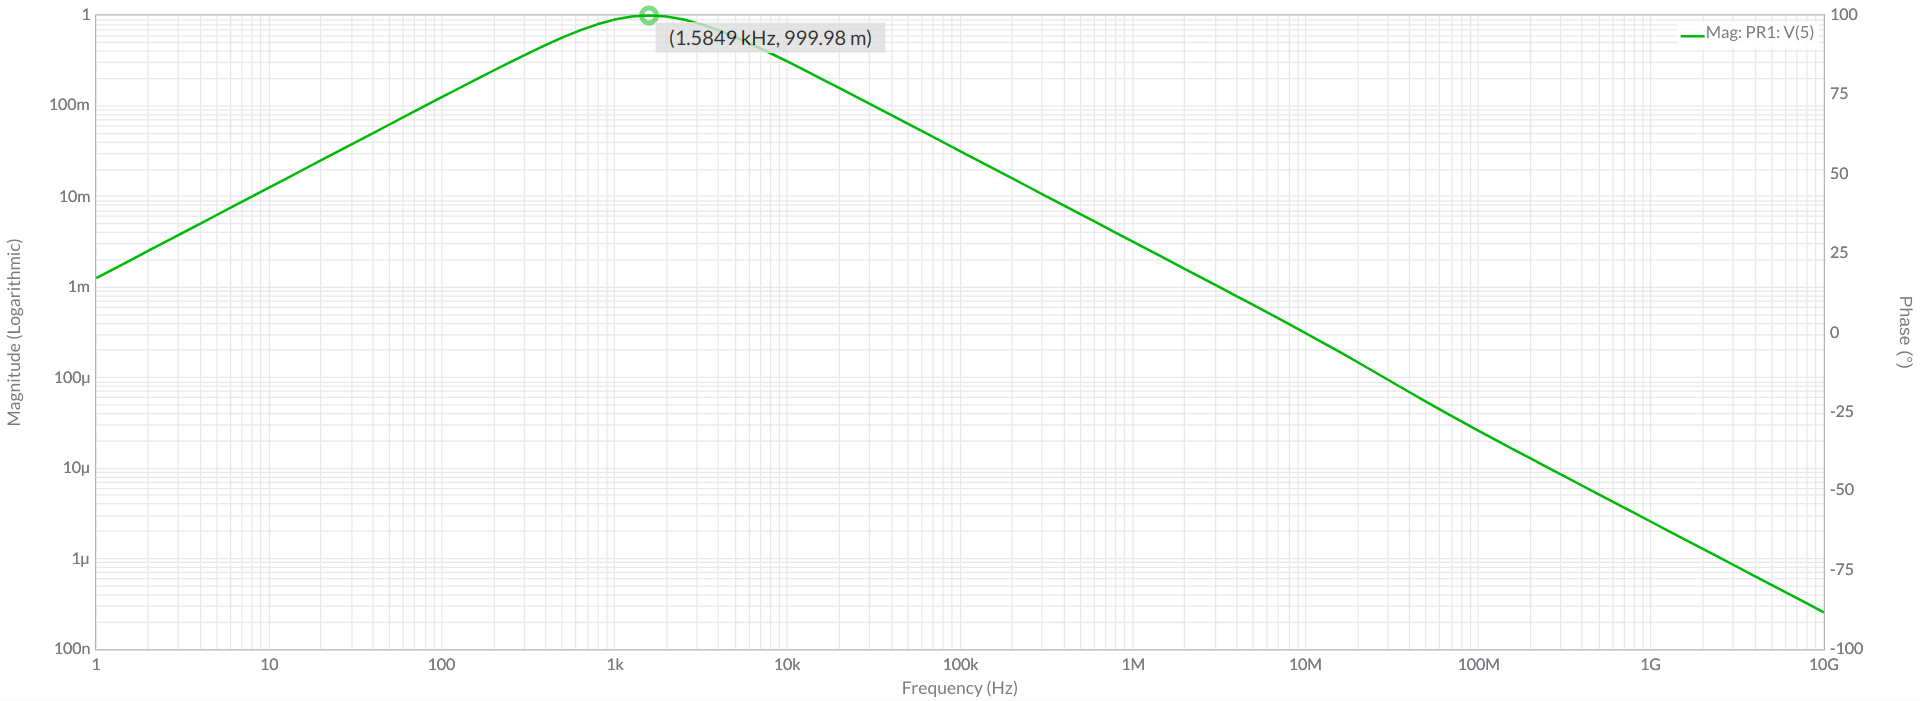 1
100m
10m
1m
100µ
10µ
1µ
100n
Magnitude (Logarithmic)
(1.5849 kHz, 999.98 m)
Mag: PR1: V(5)
100
75
50
25
0
-25
-50
-75
-100
Phase (°)
1 10 100 1k 10k 100k 1M 10M 100M 1G 10G
Frequency (Hz)